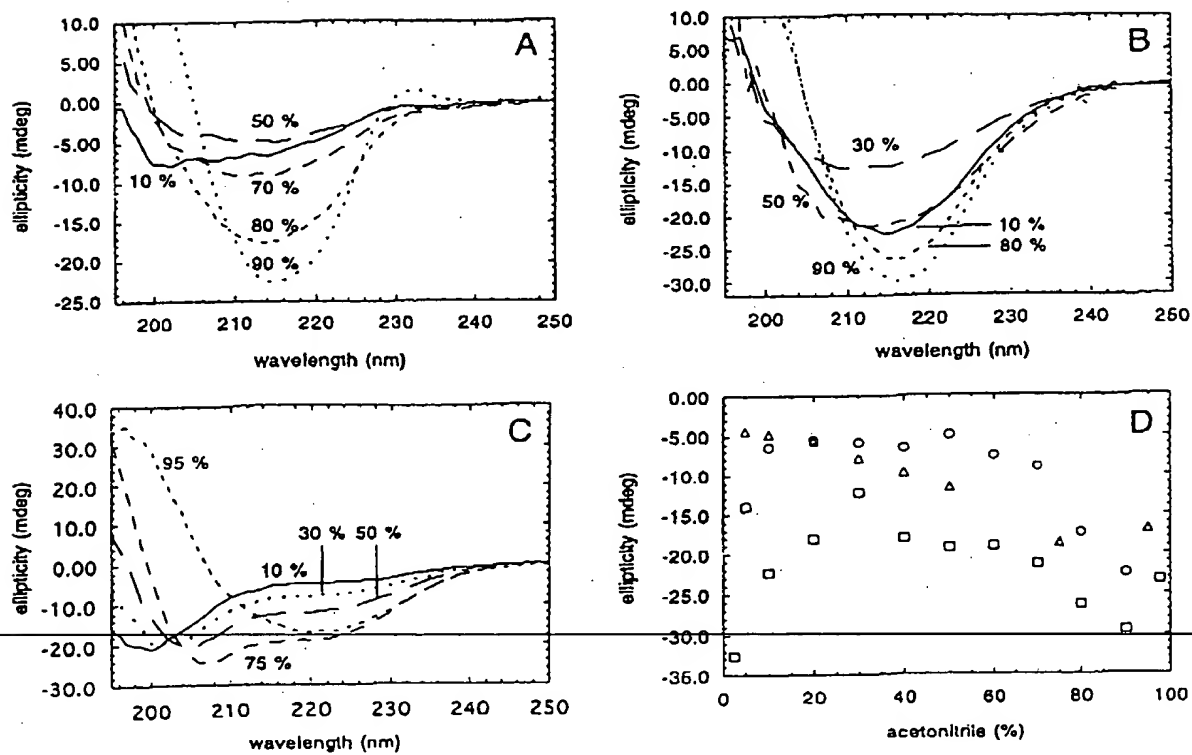 A
10.0
5.00
0.00
-5.00
-10.0
-15.0
-20.0
-25.0
ellipticity (mdeg)
50 %
10 %
70 %
80 %
90 %
200 210 220 230 240 250
wavelength (nm)
B
10.0
5.00
0.00
-5.00
-10.0
-15.0
-20.0
-25.0
-30.0
ellipticity (mdeg)
30 %
50 %
10 %
80 %
90 %
200 210 220 230 240 250
wavelength (nm)
C
40.0
30.0
20.0
10.0
0.00
-10.0
-20.0
-30.0
ellipticity (mdeg)
95 %
30 % 50 %
10 %
75 %
200 210 220 230 240 250
wavelength (nm)
D
0.00
-5.00
-10.0
-15.0
-20.0
-25.0
-30.0
-36.0
ellipticity (mdeg)
0 20 40 60 80 100
acetonitrile (%)